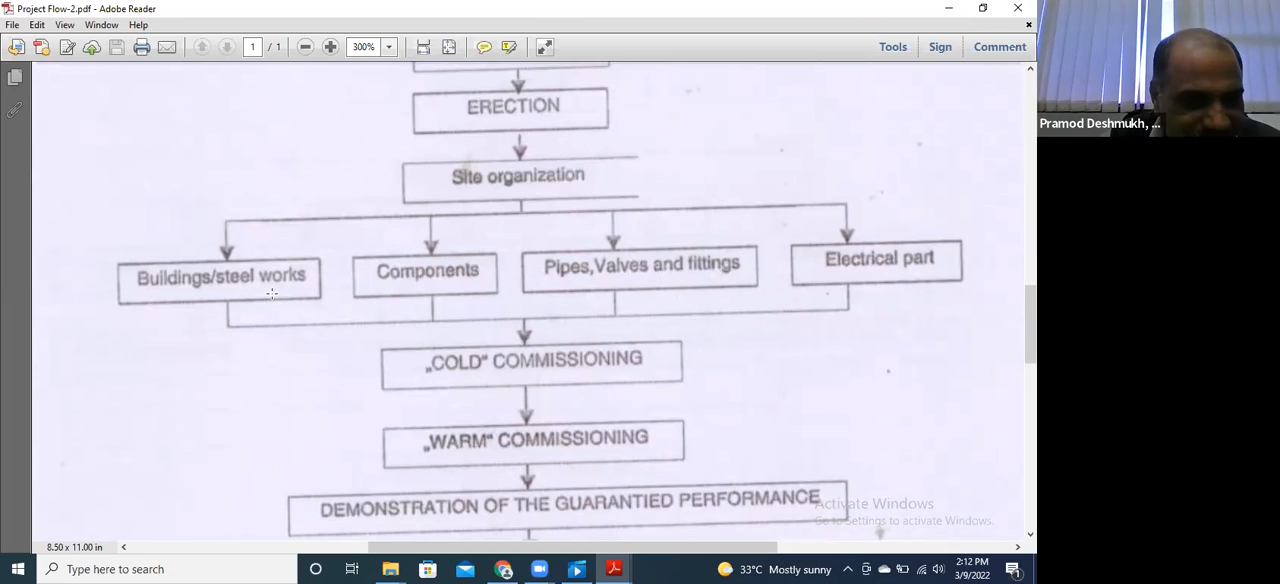 Project Flow-2.pdf - Adobe Reader
File Edit View Window Help
1 / 1 300% Tools Sign Comment
Pramod Deshmukh, ...
ERECTION
Site organization
Buildings/steel works Components Pipes,Valves and fittings Electrical part
„COLD“ COMMISSIONING
„WARM“ COMMISSIONING
DEMONSTRATION OF THE GUARANTIED PERFORMANCE
Activate Windows
Go to Settings to activate Windows.
8.50 x 11.00 in
Type here to search
33°C Mostly sunny
2:12 PM
3/9/2022
1